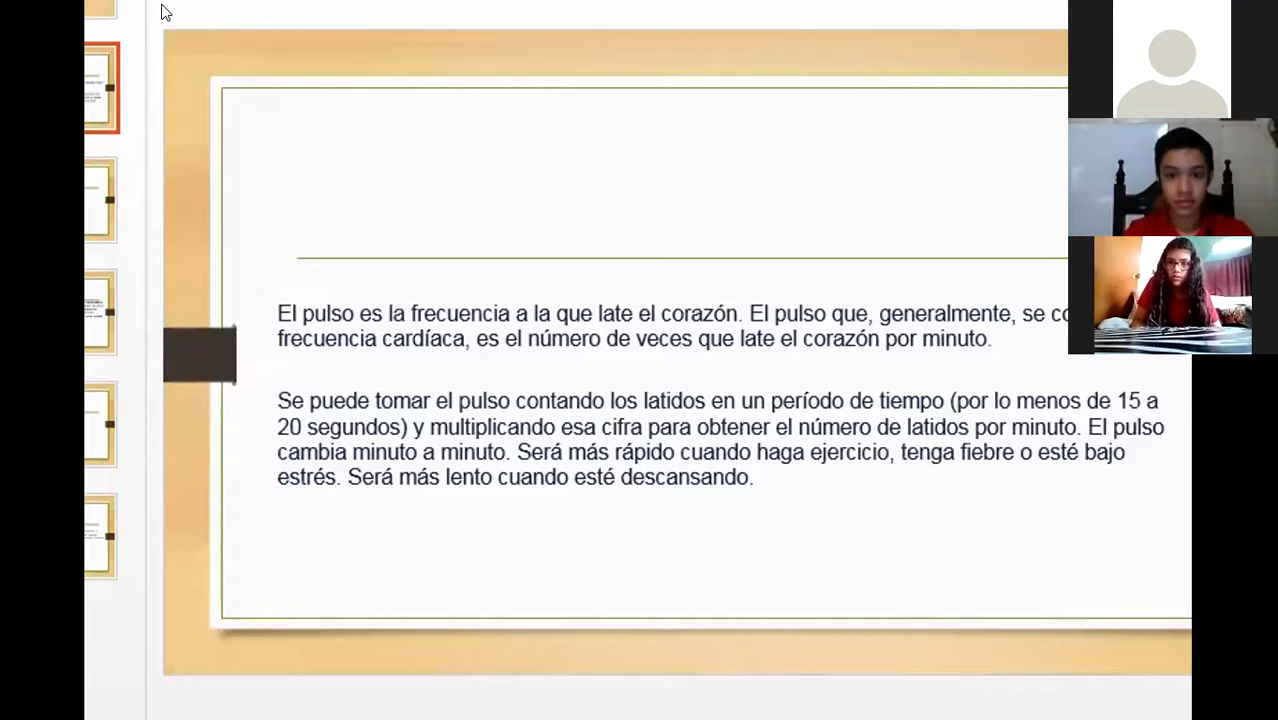 El pulso es la frecuencia a la que late el corazón. El pulso que, generalmente, se
frecuencia cardíaca, es el número de veces que late el corazón por minuto.
Se puede tomar el pulso contando los latidos en un período de tiempo (por lo menos de 15 a
20 segundos) y multiplicando esa cifra para obtener el número de latidos por minuto. El pulso
cambia minuto a minuto. Será más rápido cuando haga ejercicio, tenga fiebre o esté bajo
estrés. Será más lento cuando esté descansando.